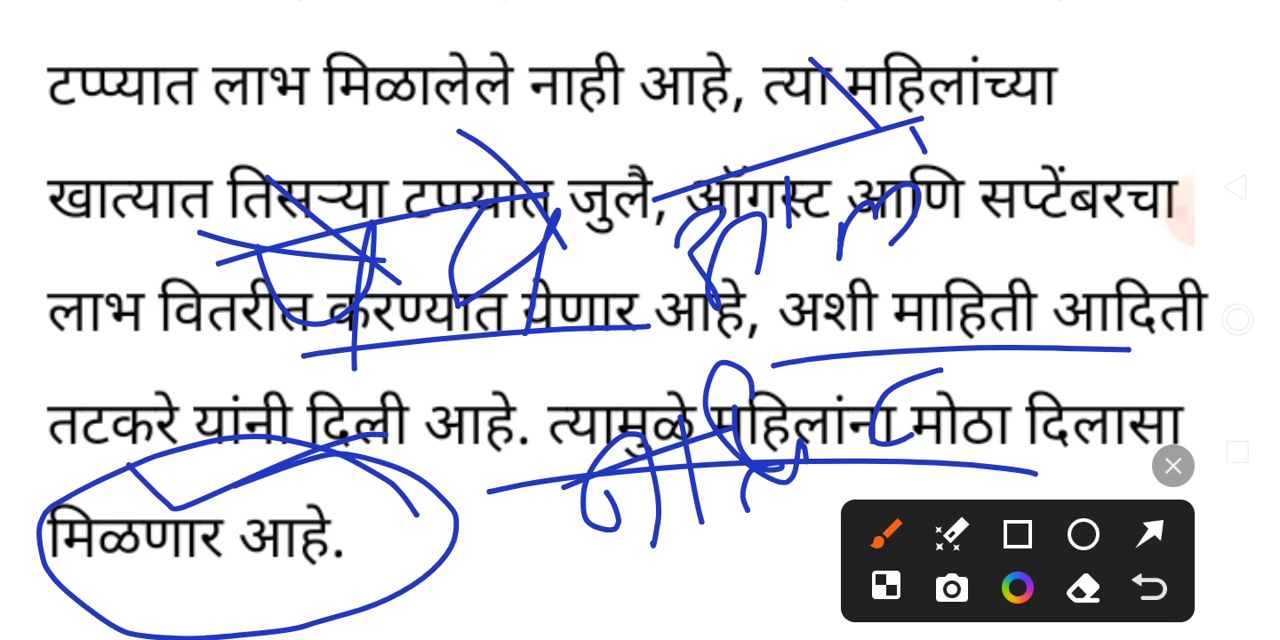 टप्प्यात लाभ मिळालेले नाही आहे, त्या महिलांच्या
खात्यात तिसऱ्या टप्प्यात जुलै, ऑगस्ट आणि सप्टेंबरचा
लाभ वितरीत करण्यात येणार आहे, अशी माहिती आदिती
तटकरे यांनी दिली आहे. त्यामुळे महिलांना मोठा दिलासा
मिळणार आहे.